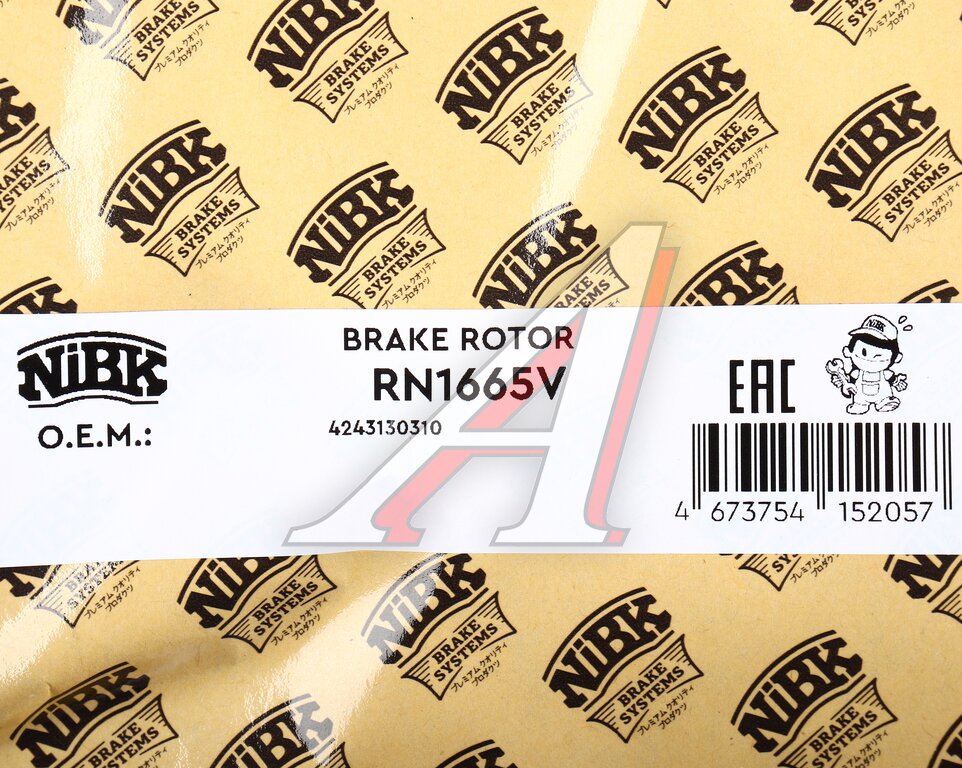 NiBK
BRAKE
SYSTEMS
プレミアムクオリティ
プロダクツ
NiBK
O.E.M.:
BRAKE ROTOR
RN1665V
4243130310
EAC
NiBK
4 673754 152057
A